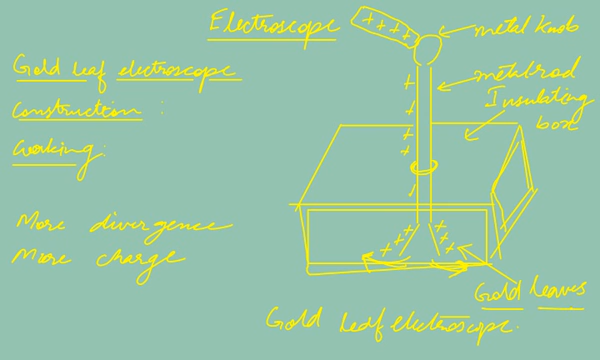 Electroscope
Gold leaf electroscope
Construction :
Working:
More divergence
More charge
++++
metal knob
metal rod
Insulating
box
+
+
+
+
+++
+++
Gold leaves
Gold leaf electroscope.